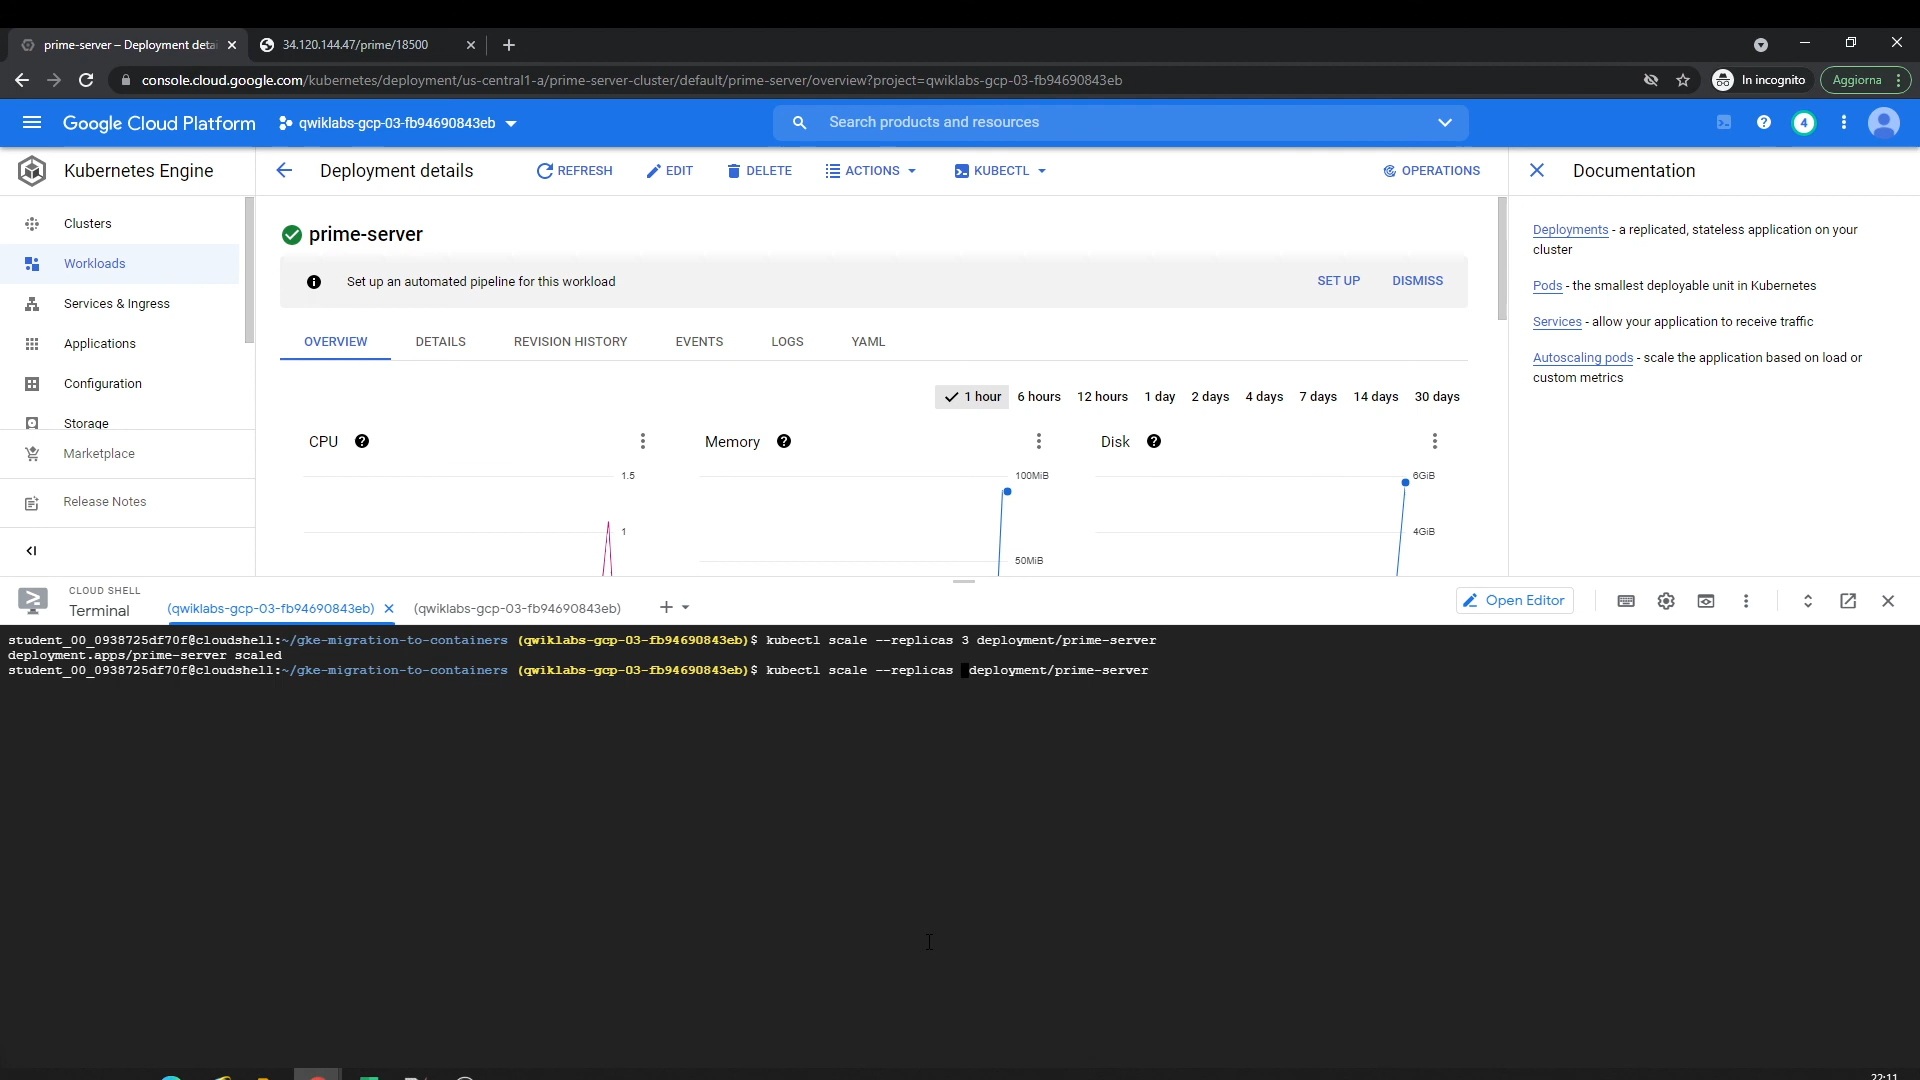 prime-server – Deployment detai
34.120.144.47/prime/18500
console.cloud.google.com/kubernetes/deployment/us-central1-a/prime-server-cluster/default/prime-server/overview?project=qwiklabs-gcp-03-fb94690843eb
In incognito
Aggiorna
Google Cloud Platform
qwiklabs-gcp-03-fb94690843eb
Search products and resources
4
Kubernetes Engine
Deployment details
REFRESH
EDIT
DELETE
ACTIONS
KUBECTL
OPERATIONS
Documentation
Clusters
Workloads
Services & Ingress
Applications
Configuration
Storage
Marketplace
Release Notes
prime-server
Set up an automated pipeline for this workload
SET UP
DISMISS
OVERVIEW
DETAILS
REVISION HISTORY
EVENTS
LOGS
YAML
1 hour
6 hours
12 hours
1 day
2 days
4 days
7 days
14 days
30 days
CPU
1.5
1
Memory
100MiB
50MiB
Disk
6GiB
4GiB
Deployments - a replicated, stateless application on your
cluster
Pods - the smallest deployable unit in Kubernetes
Services - allow your application to receive traffic
Autoscaling pods - scale the application based on load or
custom metrics
CLOUD SHELL
Terminal
(qwiklabs-gcp-03-fb94690843eb)
(qwiklabs-gcp-03-fb94690843eb)
Open Editor
student_00_0938725df70f@cloudshell:~/gke-migration-to-containers (qwiklabs-gcp-03-fb94690843eb)$ kubectl scale --replicas 3 deployment/prime-server
deployment.apps/prime-server scaled
student_00_0938725df70f@cloudshell:~/gke-migration-to-containers (qwiklabs-gcp-03-fb94690843eb)$ kubectl scale --replicas deployment/prime-server
22:11